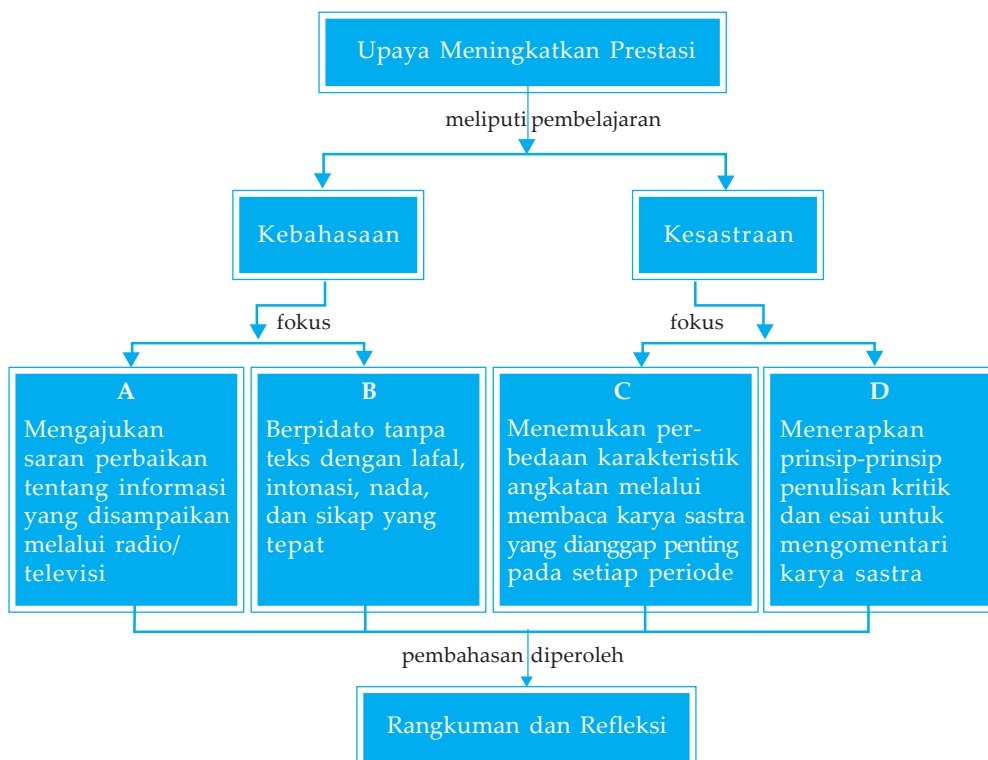 Upaya Meningkatkan Prestasi
meliputi pembelajaran
Kebahasaan
Kesastraan
fokus
fokus
A
Mengajukan
saran perbaikan
tentang informasi
yang disampaikan
melalui radio/
televisi
B
Berpidato tanpa
teks dengan lafal,
intonasi, nada,
dan sikap yang
tepat
C
Menemukan per-
bedaan karakteristik
angkatan melalui
membaca karya sastra
yang dianggap penting
pada setiap periode
D
Menerapkan
prinsip-prinsip
penulisan kritik
dan esai untuk
mengomentari
karya sastra
pembahasan diperoleh
Rangkuman dan Refleksi